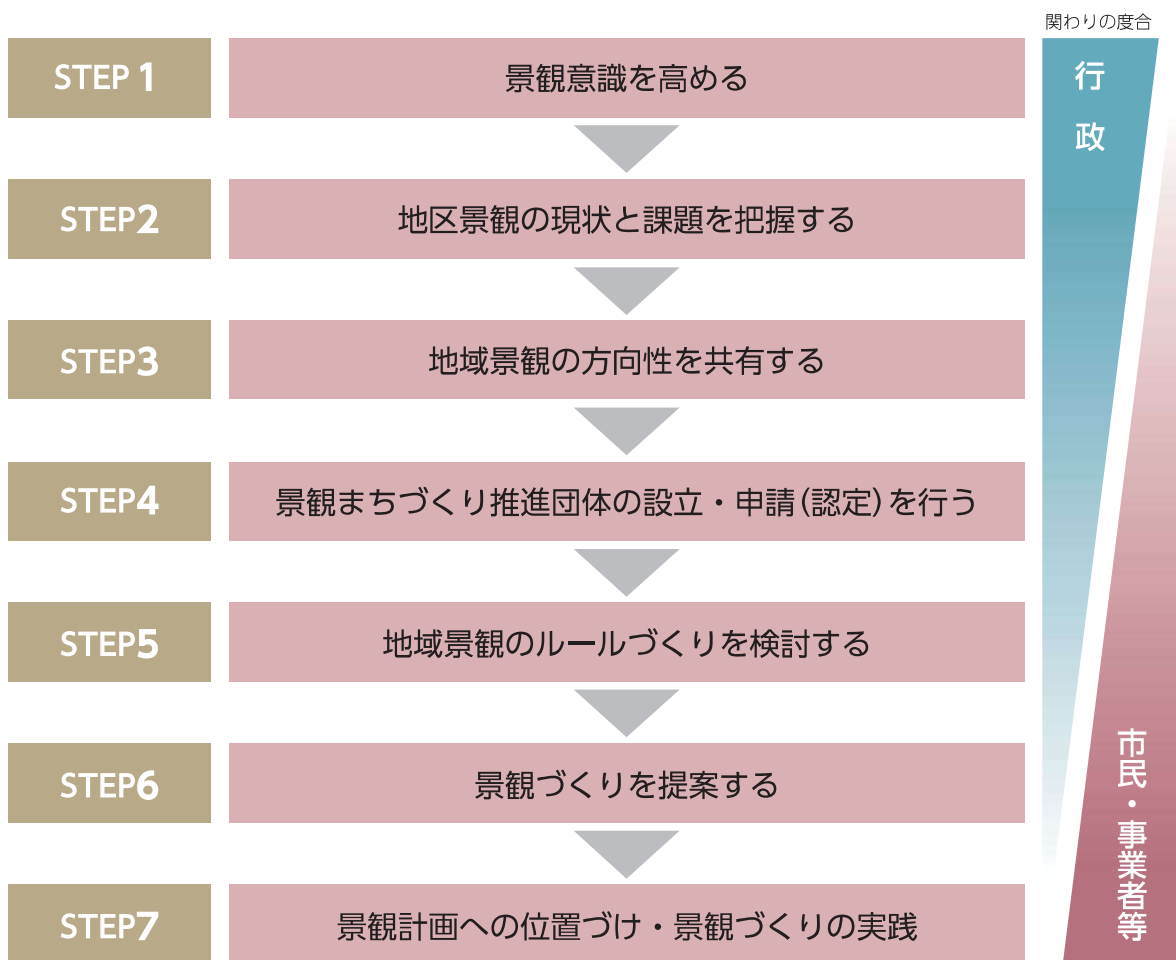 関わりの度合
STEP 1
景観意識を高める
行政
STEP2
地区景観の現状と課題を把握する
STEP3
地域景観の方向性を共有する
STEP4
景観まちづくり推進団体の設立・申請(認定)を行う
STEP5
地域景観のルールづくりを検討する
STEP6
景観づくりを提案する
市民・事業者等
STEP7
景観計画への位置づけ・景観づくりの実践